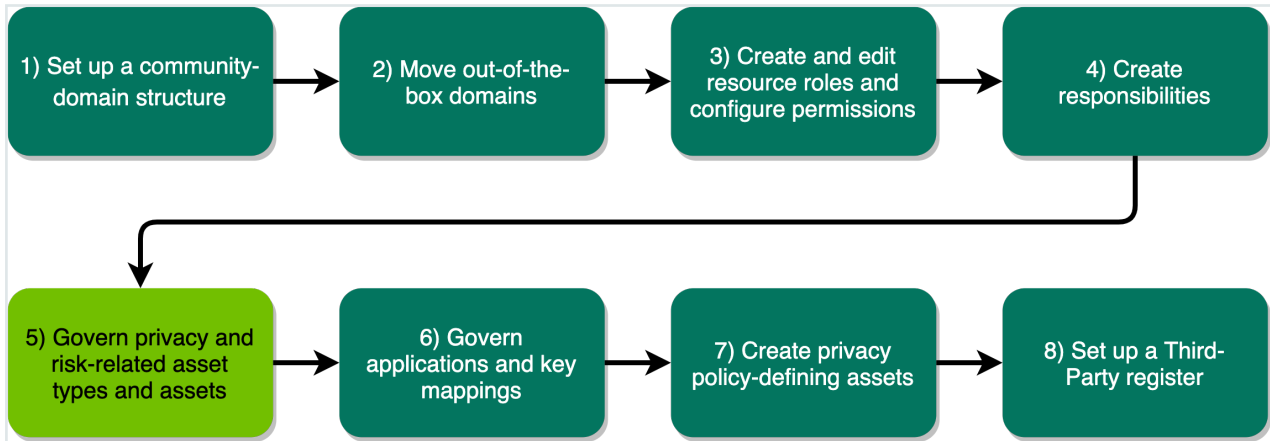 1) Set up a community-
domain structure
2) Move out-of-the-
box domains
3) Create and edit
resource roles and
configure permissions
4) Create
responsibilities
5) Govern privacy and
risk-related asset
types and assets
6) Govern
applications and key
mappings
7) Create privacy
policy-defining assets
8) Set up a Third-
Party register